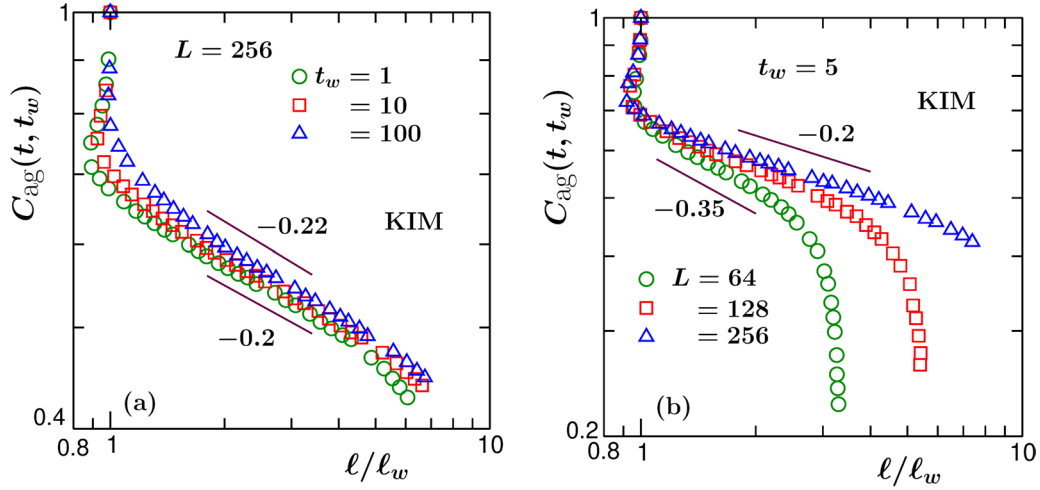 1
C_ag(t, t_w)
0.4
L = 256
t_w = 1
= 10
= 100
KIM
−0.22
−0.2
(a)
0.8 1 10
ℓ/ℓ_w
1
C_ag(t, t_w)
0.2
t_w = 5
KIM
−0.2
−0.35
L = 64
= 128
= 256
(b)
0.8 1 10
ℓ/ℓ_w